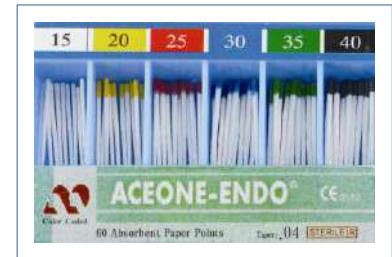 15 20 25 30 35 40
ACEONE-ENDO®
CE
Color Coded
60 Absorbent Paper Points Taper: .04 STERILE R